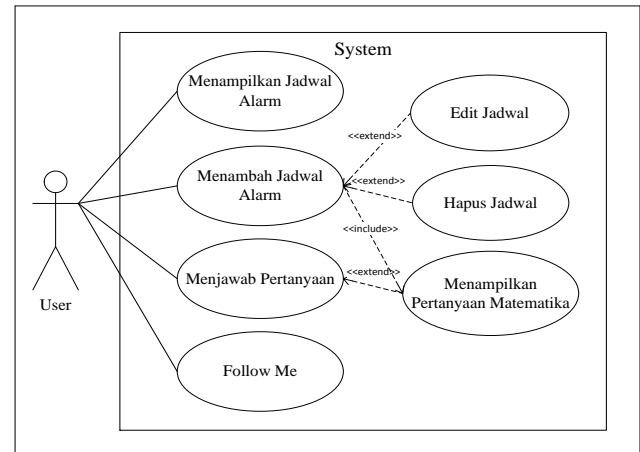 System
Menampilkan Jadwal
Alarm
Edit Jadwal
<<extend>>
Menambah Jadwal
Alarm
<<extend>>
Hapus Jadwal
<<include>>
User
Menjawab Pertanyaan
<<extend>>
Menampilkan
Pertanyaan Matematika
Follow Me